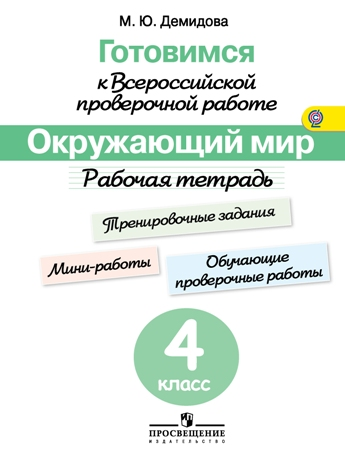 М. Ю. Демидова
Готовимся
к Всероссийской
проверочной работе
Окружающий мир
Рабочая тетрадь
Тренировочные задания
Мини-работы
Обучающие
проверочные работы
4
класс
ПРОСВЕЩЕНИЕ
ИЗДАТЕЛЬСТВО